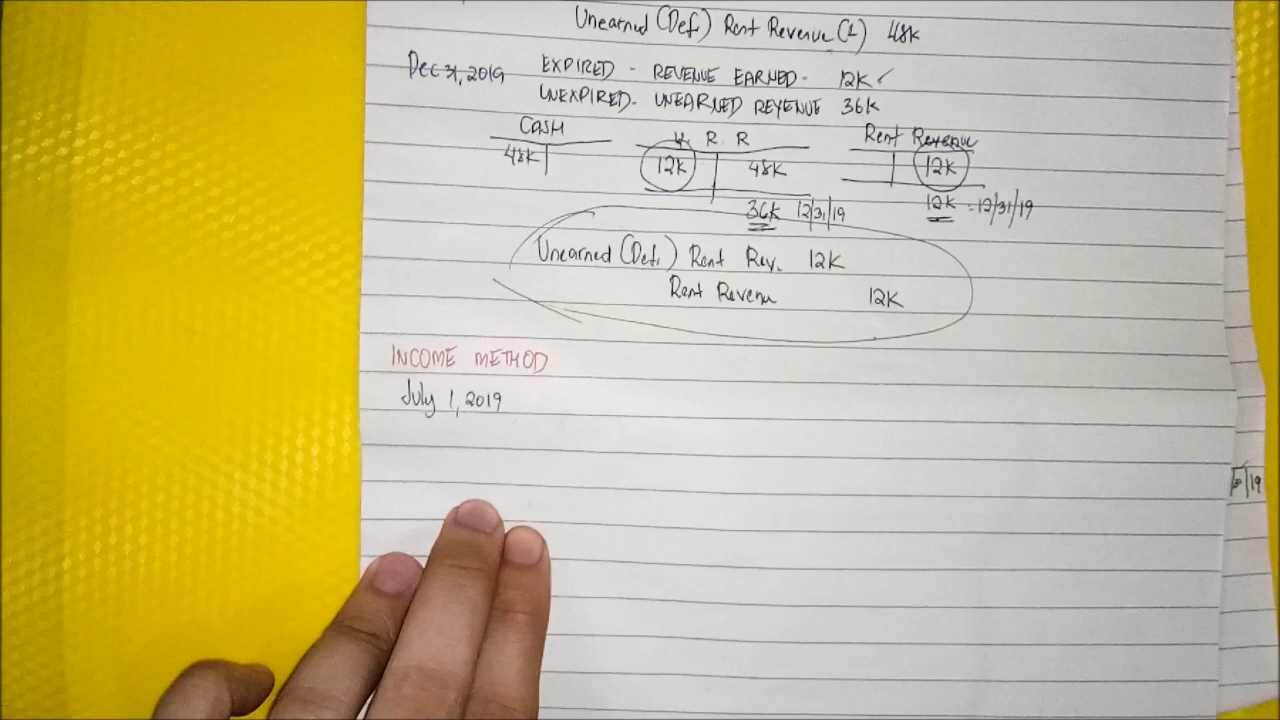 Unearned (Def.) Rent Revenue (L) 48K
Dec 31, 2019 EXPIRED - REVENUE EARNED - 12K ✓
UNEXPIRED - UNEARNED REVENUE 36K
CASH U. R. R Rent Revenue
48K 12K 48K 12K
36K 12/31/19 12K - 12/31/19
Unearned (Def.) Rent Rev. 12K
Rent Revenu 12K
INCOME METHOD
July 1, 2019
/19